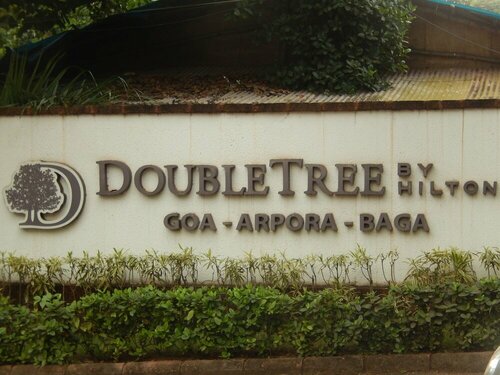 DOUBLETREE BY HILTON
GOA - ARPORA - BAGA